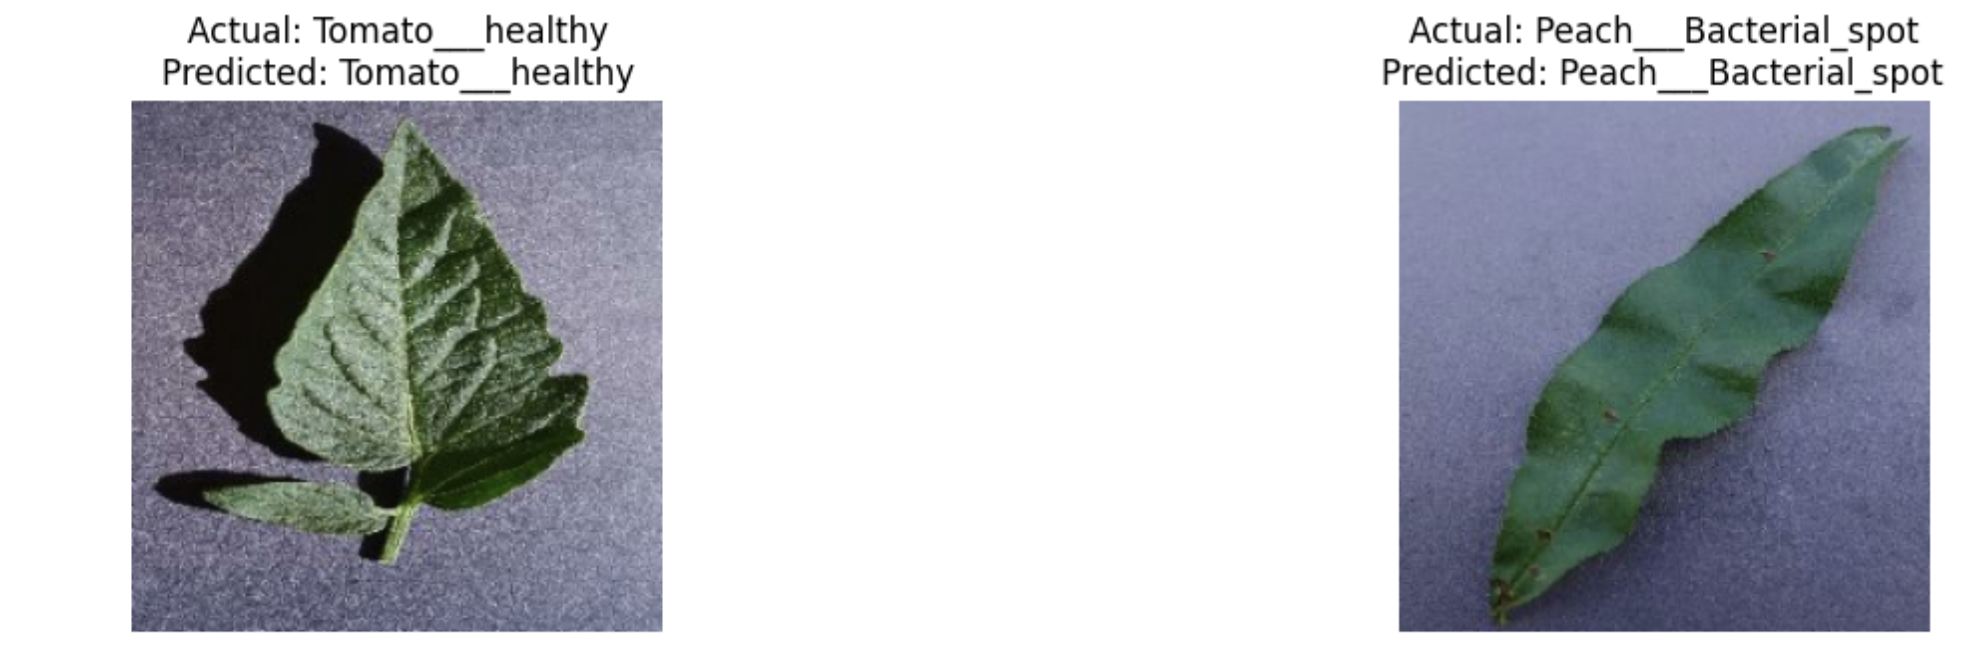 Actual: Tomato___healthy
Predicted: Tomato___healthy
Actual: Peach___Bacterial_spot
Predicted: Peach___Bacterial_spot